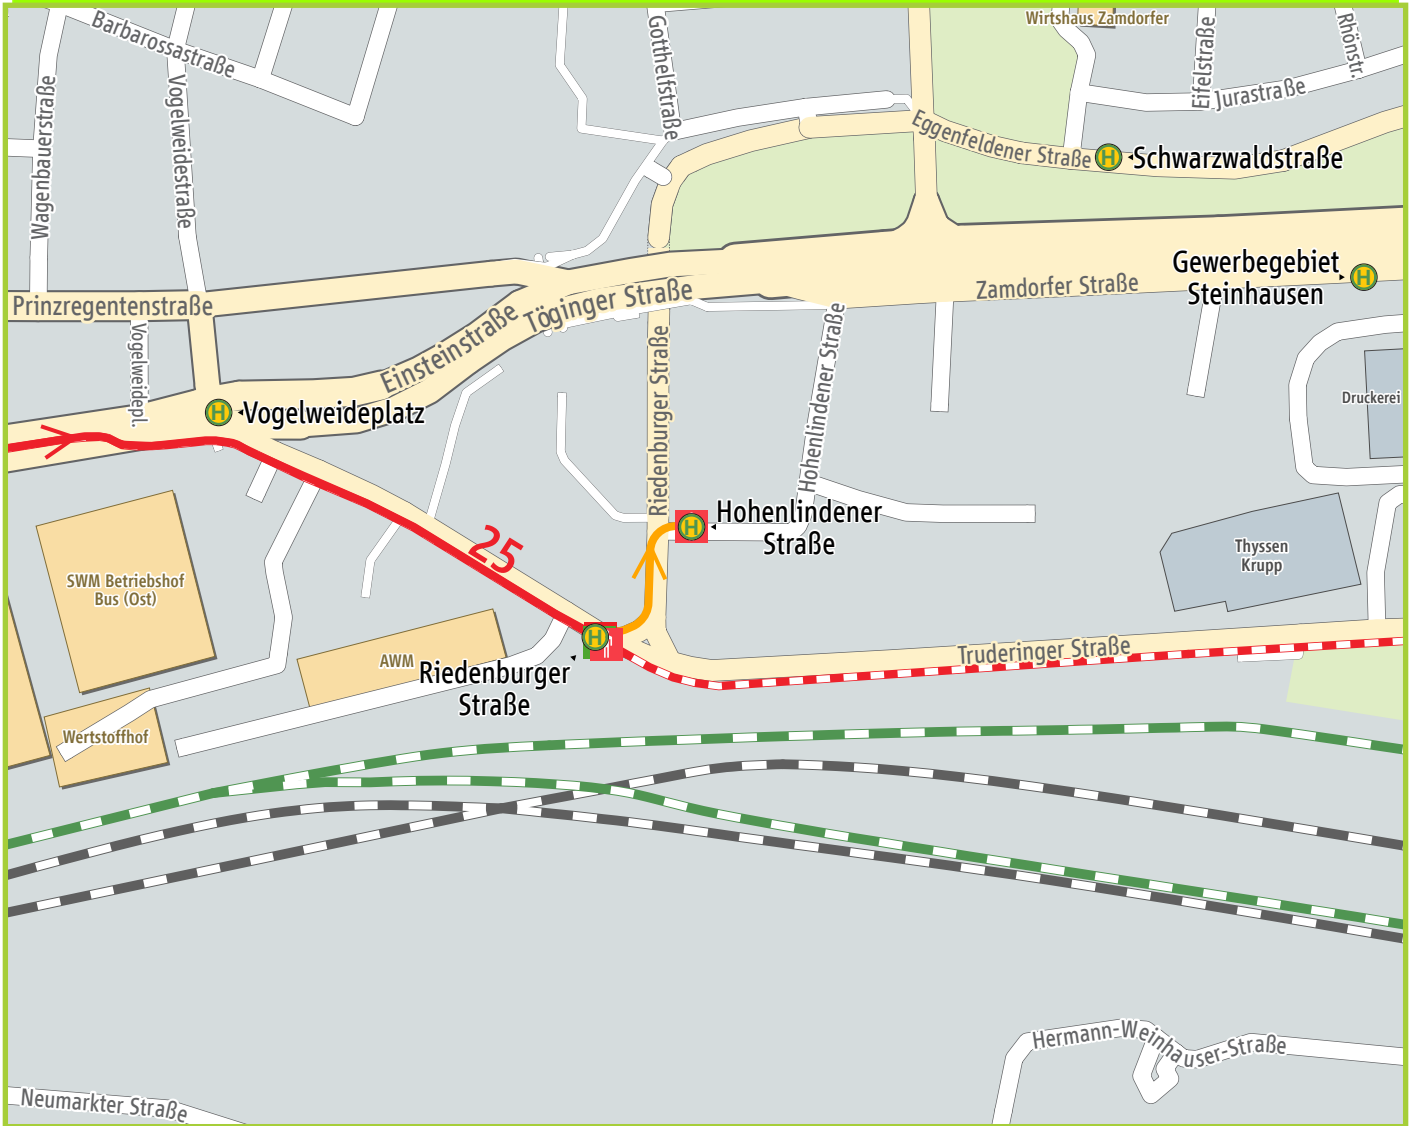 Barbarossastraße
Wirtshaus Zamdorfer
Gotthelfstraße
Eifelstraße
Rhönstr.
Jurastraße
Wagenbauerstraße
Vogelweidestraße
Eggenfeldener Straße
H
Schwarzwaldstraße
Gewerbegebiet
Steinhausen
H
Zamdorfer Straße
Prinzregentenstraße
Töginger Straße
Einsteinstraße
Vogelweidepl.
Riedenburger Straße
Hohenlindener Straße
Druckerei
H
Vogelweideplatz
H
Hohenlindener
Straße
25
Thyssen
Krupp
SWM Betriebshof
Bus (Ost)
H
AWM
Riedenburger
Straße
Truderinger Straße
Wertstoffhof
Hermann-Weinhauser-Straße
Neumarkter Straße